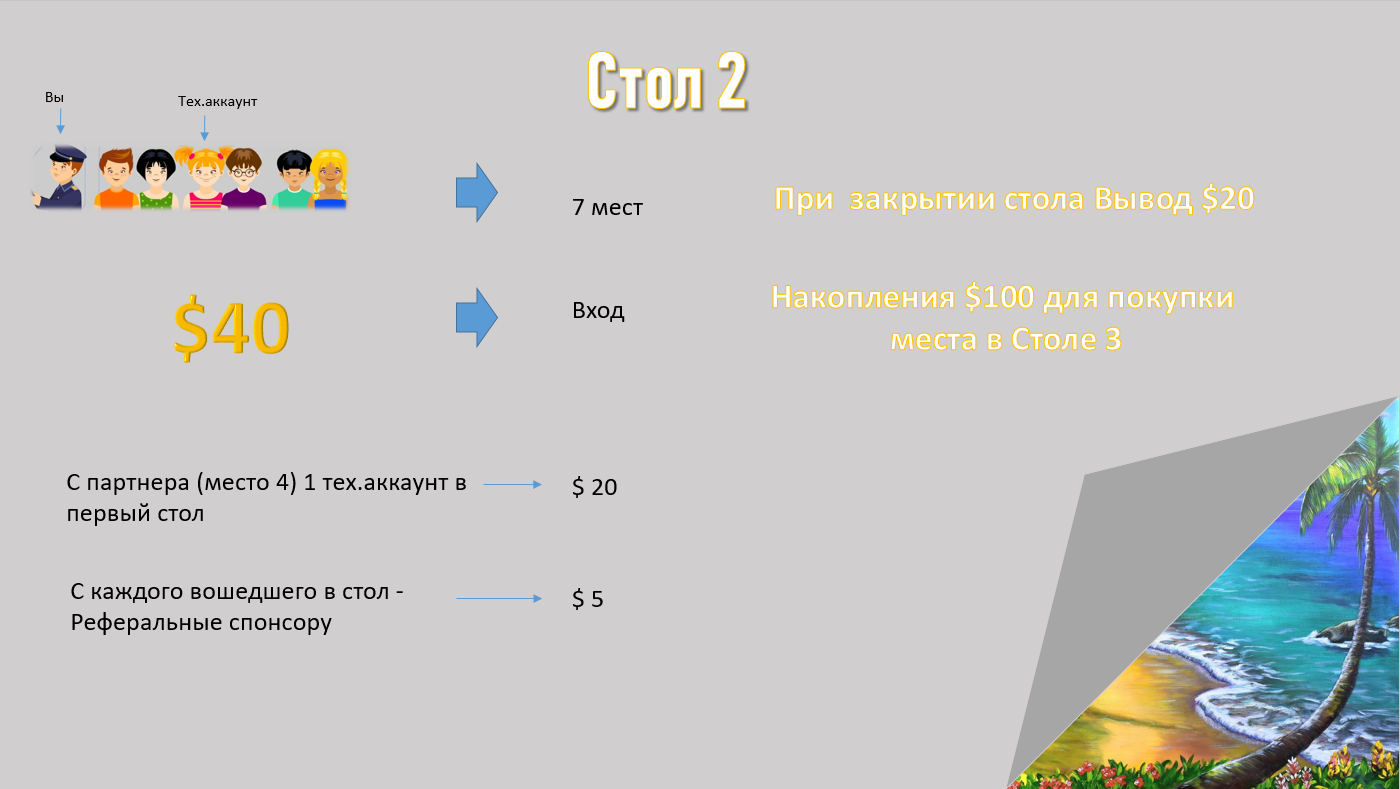 Стол 2
Вы
Тех.аккаунт
7 мест
При закрытии стола Вывод $20
$40
Вход
Накопления $100 для покупки
места в Столе 3
С партнера (место 4) 1 тех.аккаунт в
первый стол
$ 20
С каждого вошедшего в стол -
Реферальные спонсору
$ 5